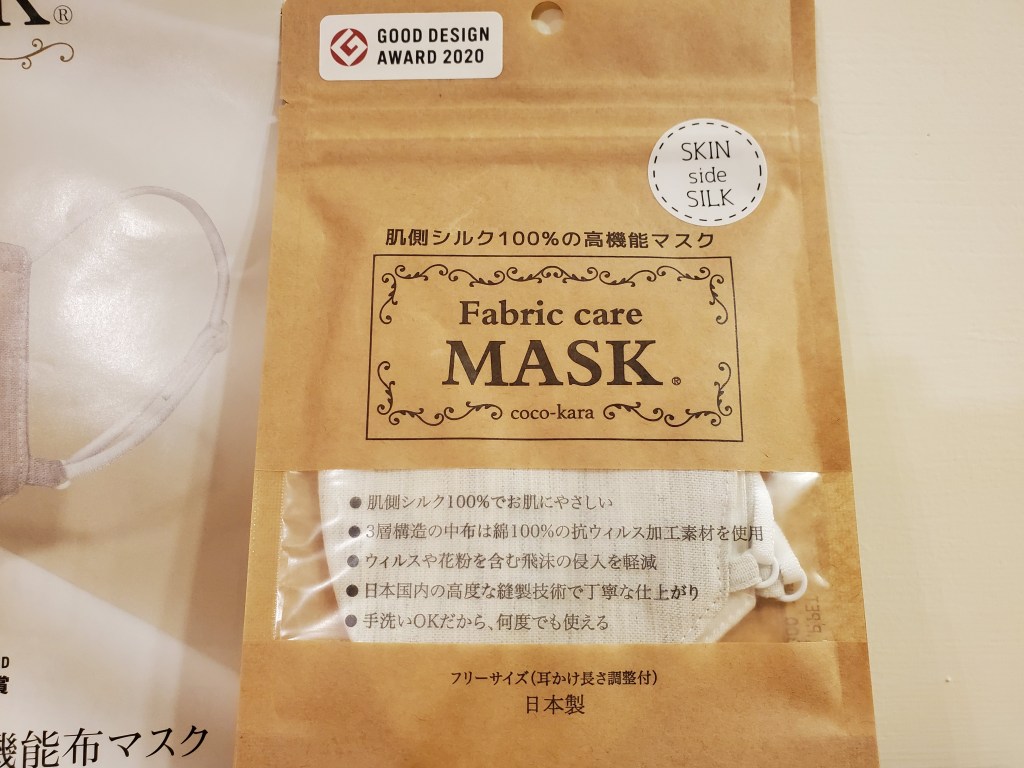 K®
GOOD DESIGN
AWARD 2020
SKIN
side
SILK
肌側シルク100%の高機能マスク
Fabric care
MASK®
coco-kara
● 肌側シルク100%でお肌にやさしい
● 3層構造の中布は綿100%の抗ウィルス加工素材を使用
● ウィルスや花粉を含む飛沫の侵入を軽減
● 日本国内の高度な縫製技術で丁寧な仕上がり
● 手洗いOKだから、何度でも使える
フリーサイズ(耳かけ長さ調整付)
日本製
D
賞
機能布マスク